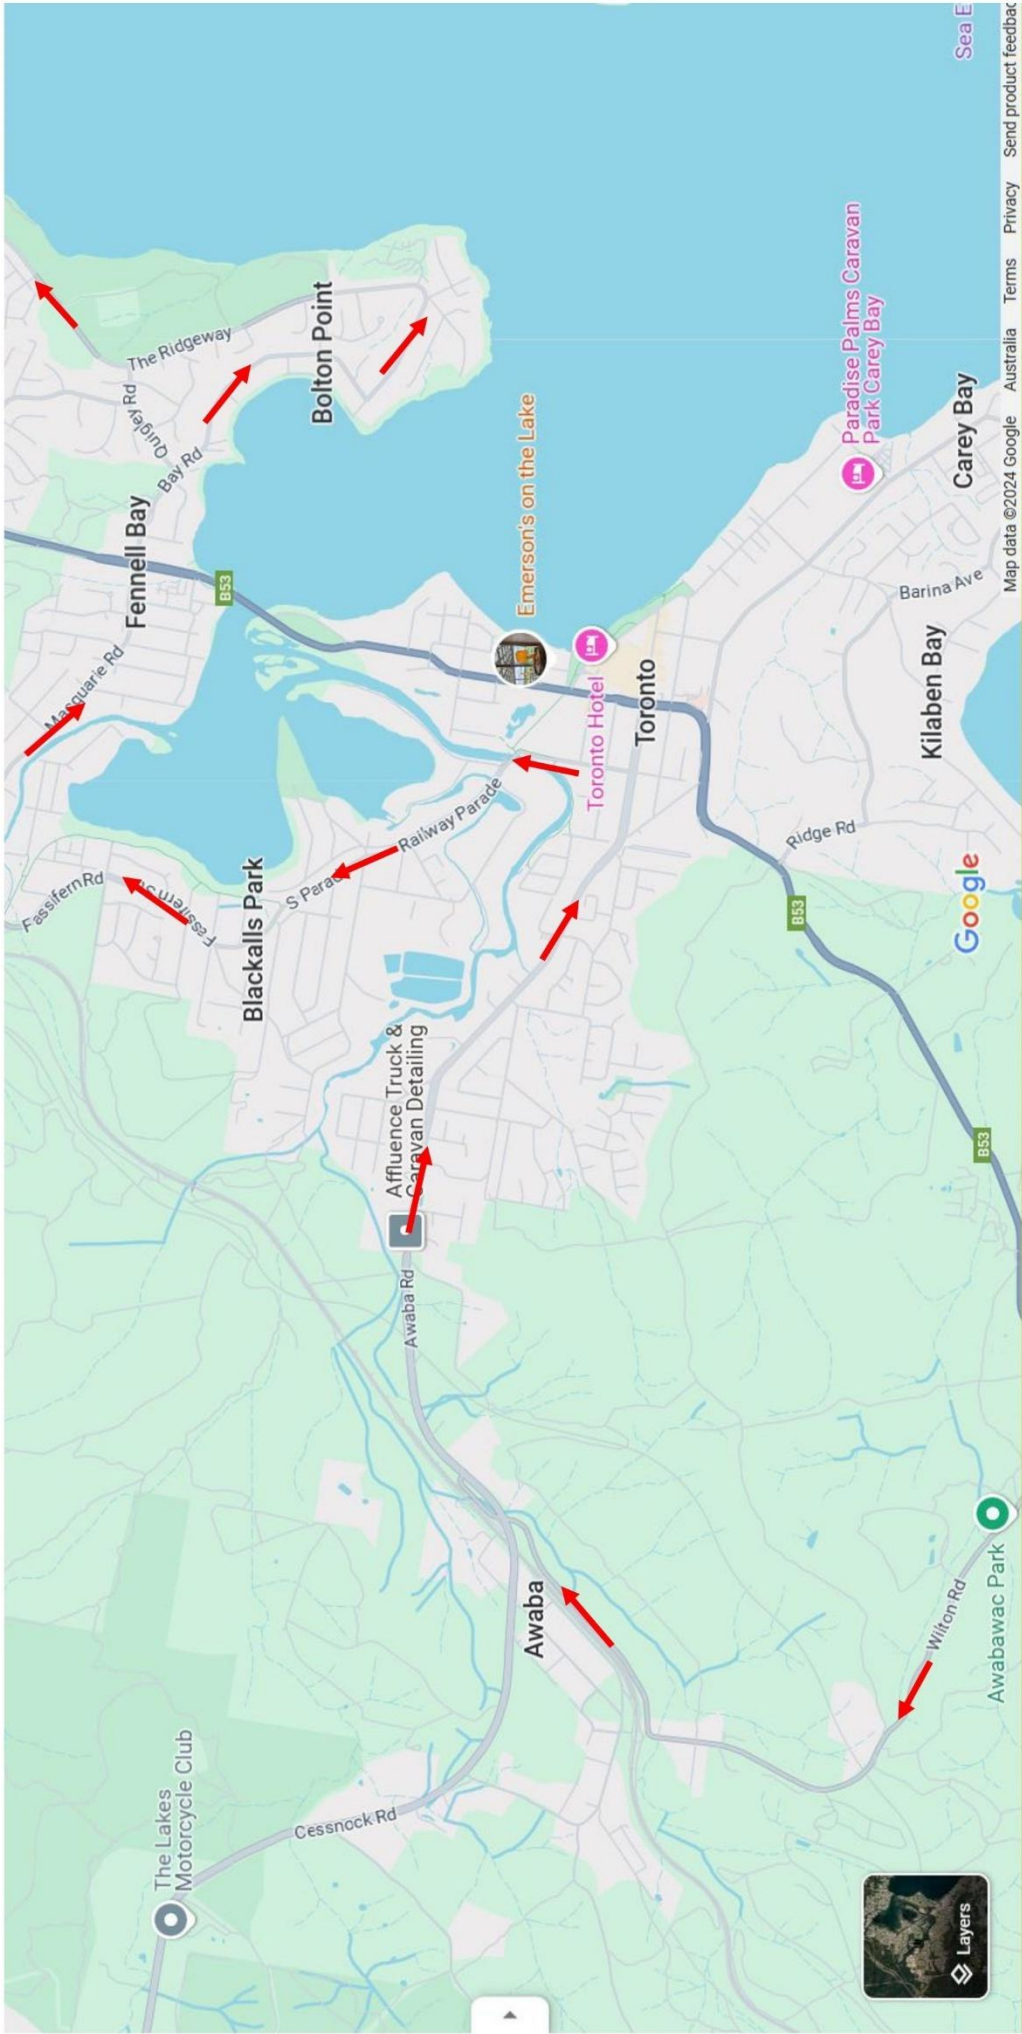 The Lakes
Motorcycle Club
Cessnock Rd
Awaba
Wilton Rd
Awabawac Park
Awaba Rd
Affluence Truck &
Caravan Detailing
Blackalls Park
Fassifern Rd
Fassifern St
S Parade
Railway Parade
Macquarie Rd
Fennell Bay
B53
Bay Rd
Quigley Rd
The Ridgeway
Bolton Point
Emerson's on the Lake
Toronto Hotel
Toronto
B53
Ridge Rd
Kilaben Bay
Barina Ave
Carey Bay
Paradise Palms Caravan
Park Carey Bay
B53
Sea E
Layers
Google
Map data ©2024 Google Australia Terms Privacy Send product feedbac